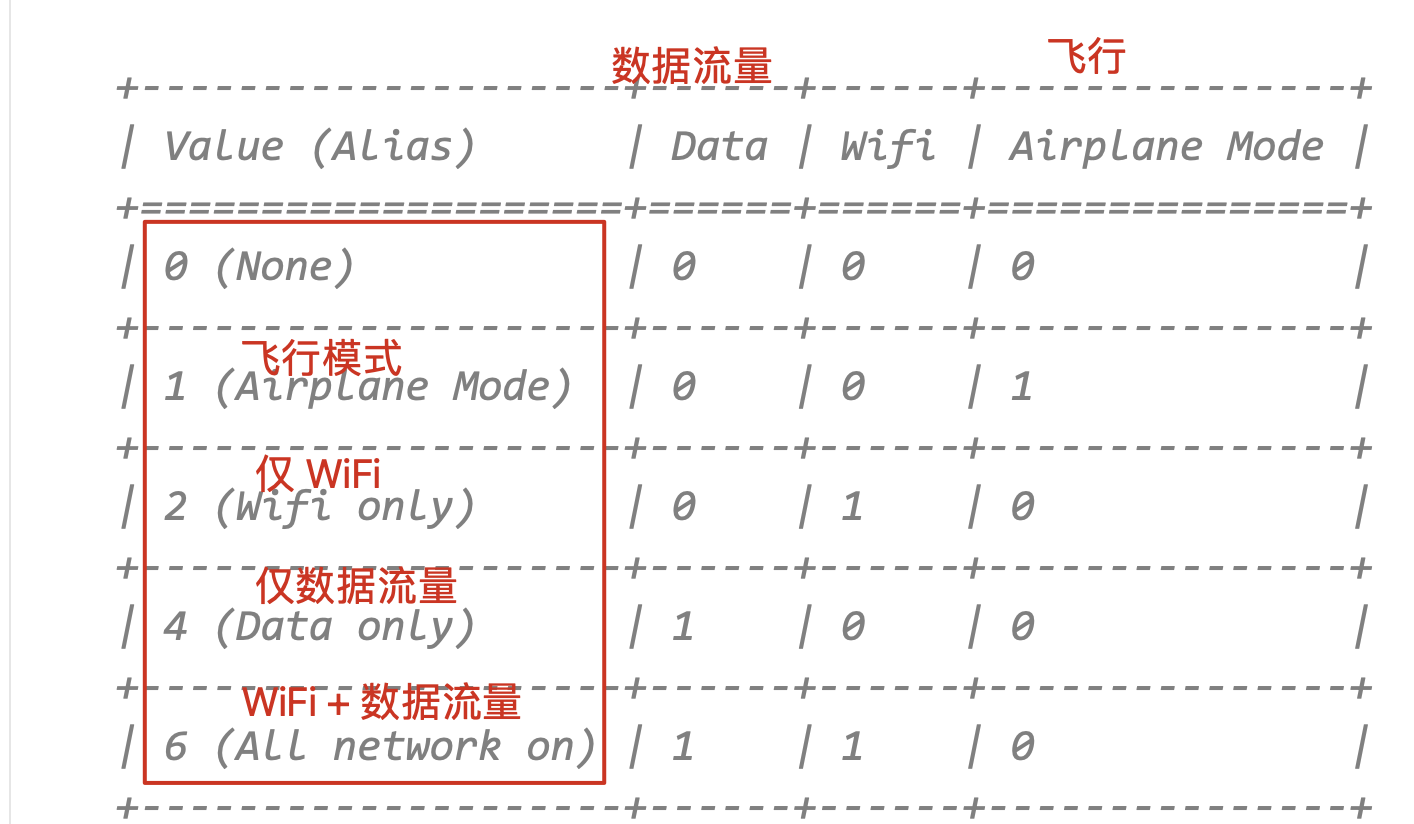 数据流量 飞行
+--------------------+------+------+---------------+
| Value (Alias)      | Data | Wifi | Airplane Mode |
+====================+======+======+===============+
| 0 (None)           | 0    | 0    | 0             |
+--------------------+------+------+---------------+
飞行模式
| 1 (Airplane Mode)  | 0    | 0    | 1             |
+--------------------+------+------+---------------+
仅 WiFi
| 2 (Wifi only)      | 0    | 1    | 0             |
+--------------------+------+------+---------------+
仅数据流量
| 4 (Data only)      | 1    | 0    | 0             |
+--------------------+------+------+---------------+
WiFi + 数据流量
| 6 (All network on) | 1    | 1    | 0             |
+--------------------+------+------+---------------+